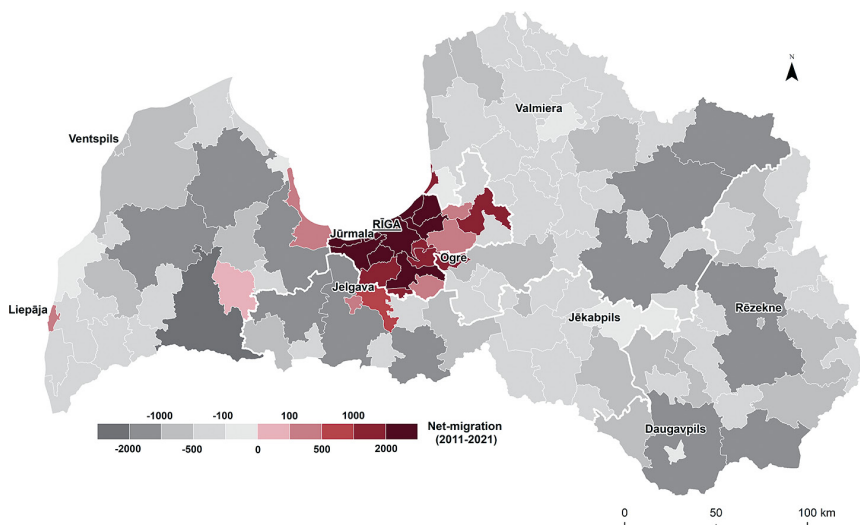 N
Valmiera
Ventspils
RĪGA
Jūrmala
Ogre
Jelgava
Liepāja
Rēzekne
Jēkabpils
Daugavpils
-1000 -100 100 1000
Net-migration
(2011-2021)
-2000 -500 0 500 2000
0 50 100 km